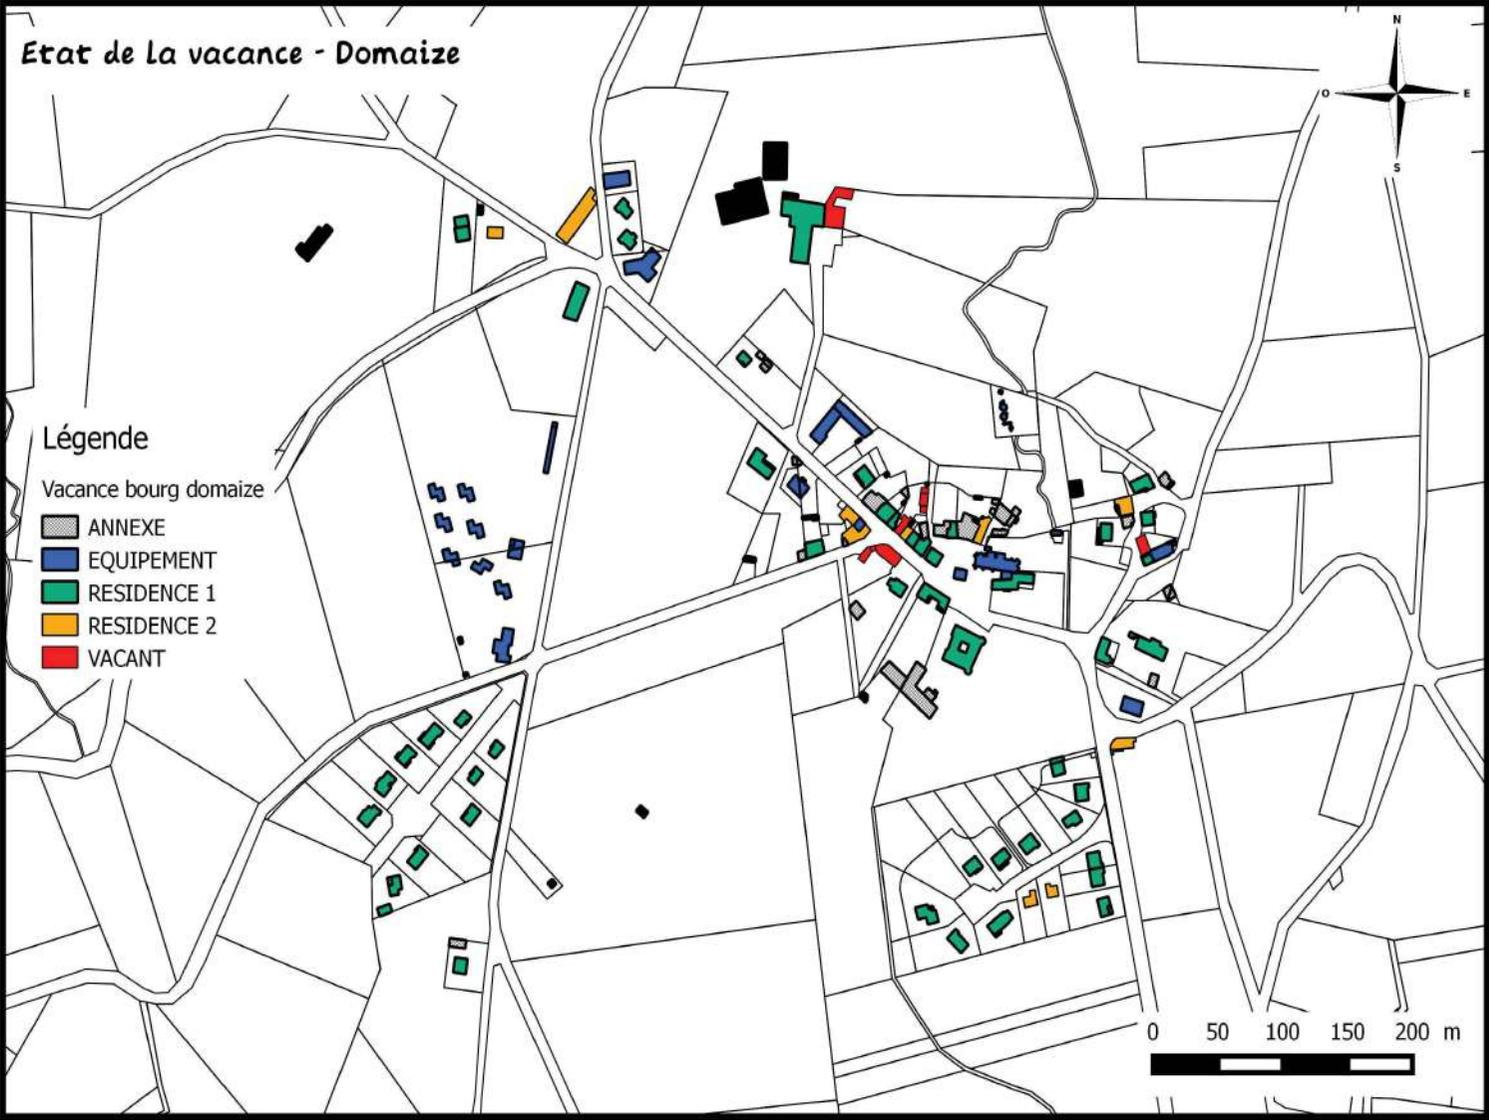 Etat de la vacance - Domaize
N
O
E
S
Légende
Vacance bourg domaize
ANNEXE
EQUIPEMENT
RESIDENCE 1
RESIDENCE 2
VACANT
0 50 100 150 200 m